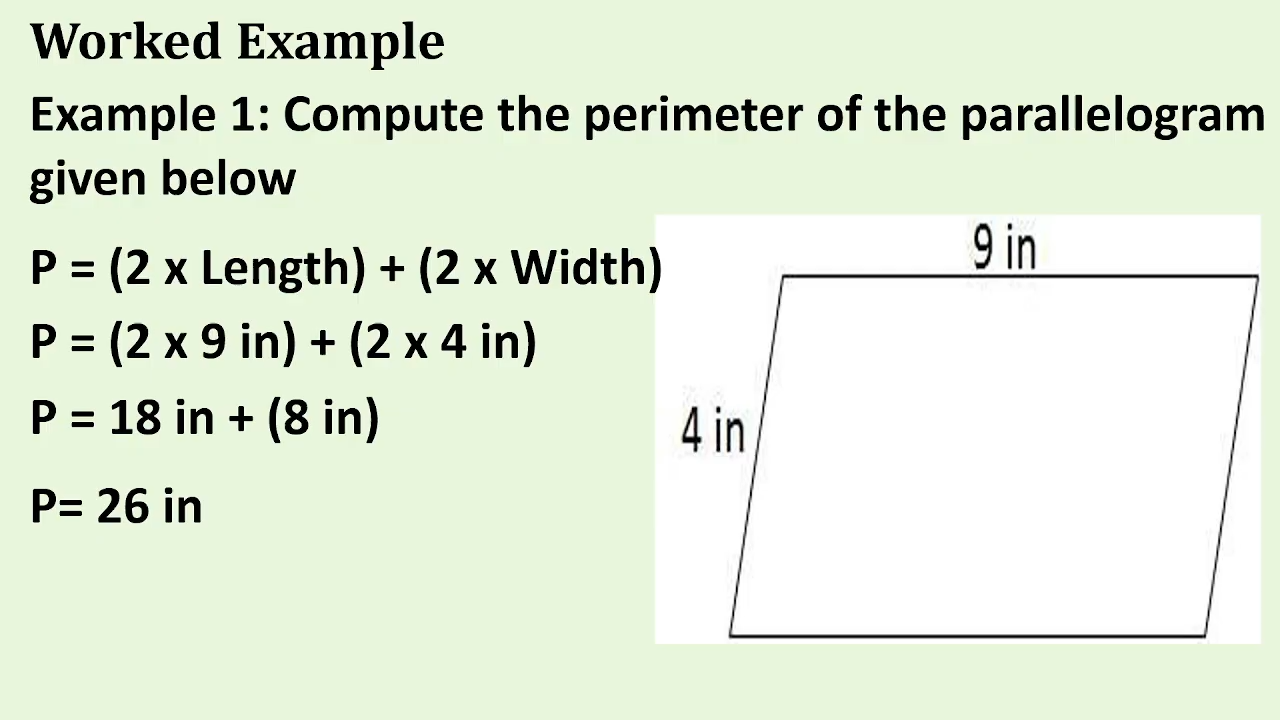 Worked Example
Example 1: Compute the perimeter of the parallelogram
given below
P = (2 x Length) + (2 x Width)
P = (2 x 9 in) + (2 x 4 in)
P = 18 in + (8 in)
P= 26 in
9 in
4 in